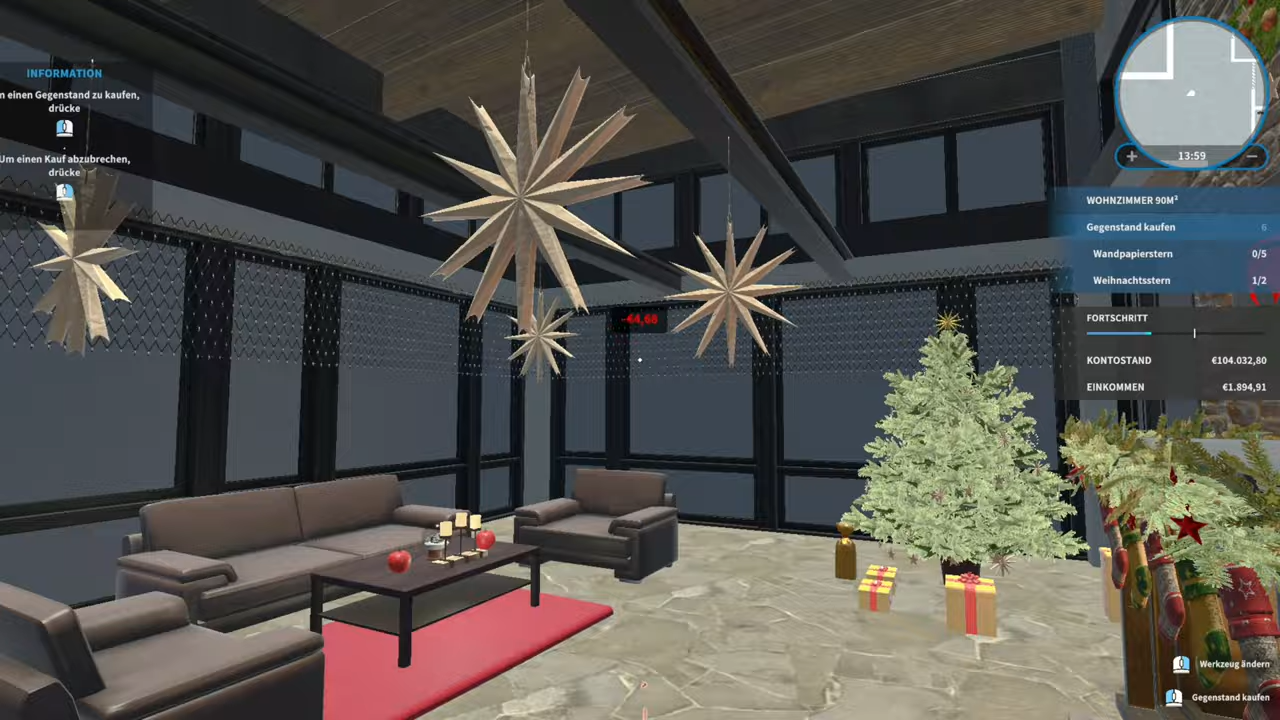 INFORMATION
n einen Gegenstand zu kaufen,
drücke
Um einen Kauf abzubrechen,
drücke
-€4,68
13:59
WOHNZIMMER 90M²
Gegenstand kaufen 6
Wandpapierstern 0/5
Weihnachtsstern 1/2
FORTSCHRITT
KONTOSTAND €104.032,80
EINKOMMEN €1.894,91
Werkzeug ändern
Gegenstand kaufen